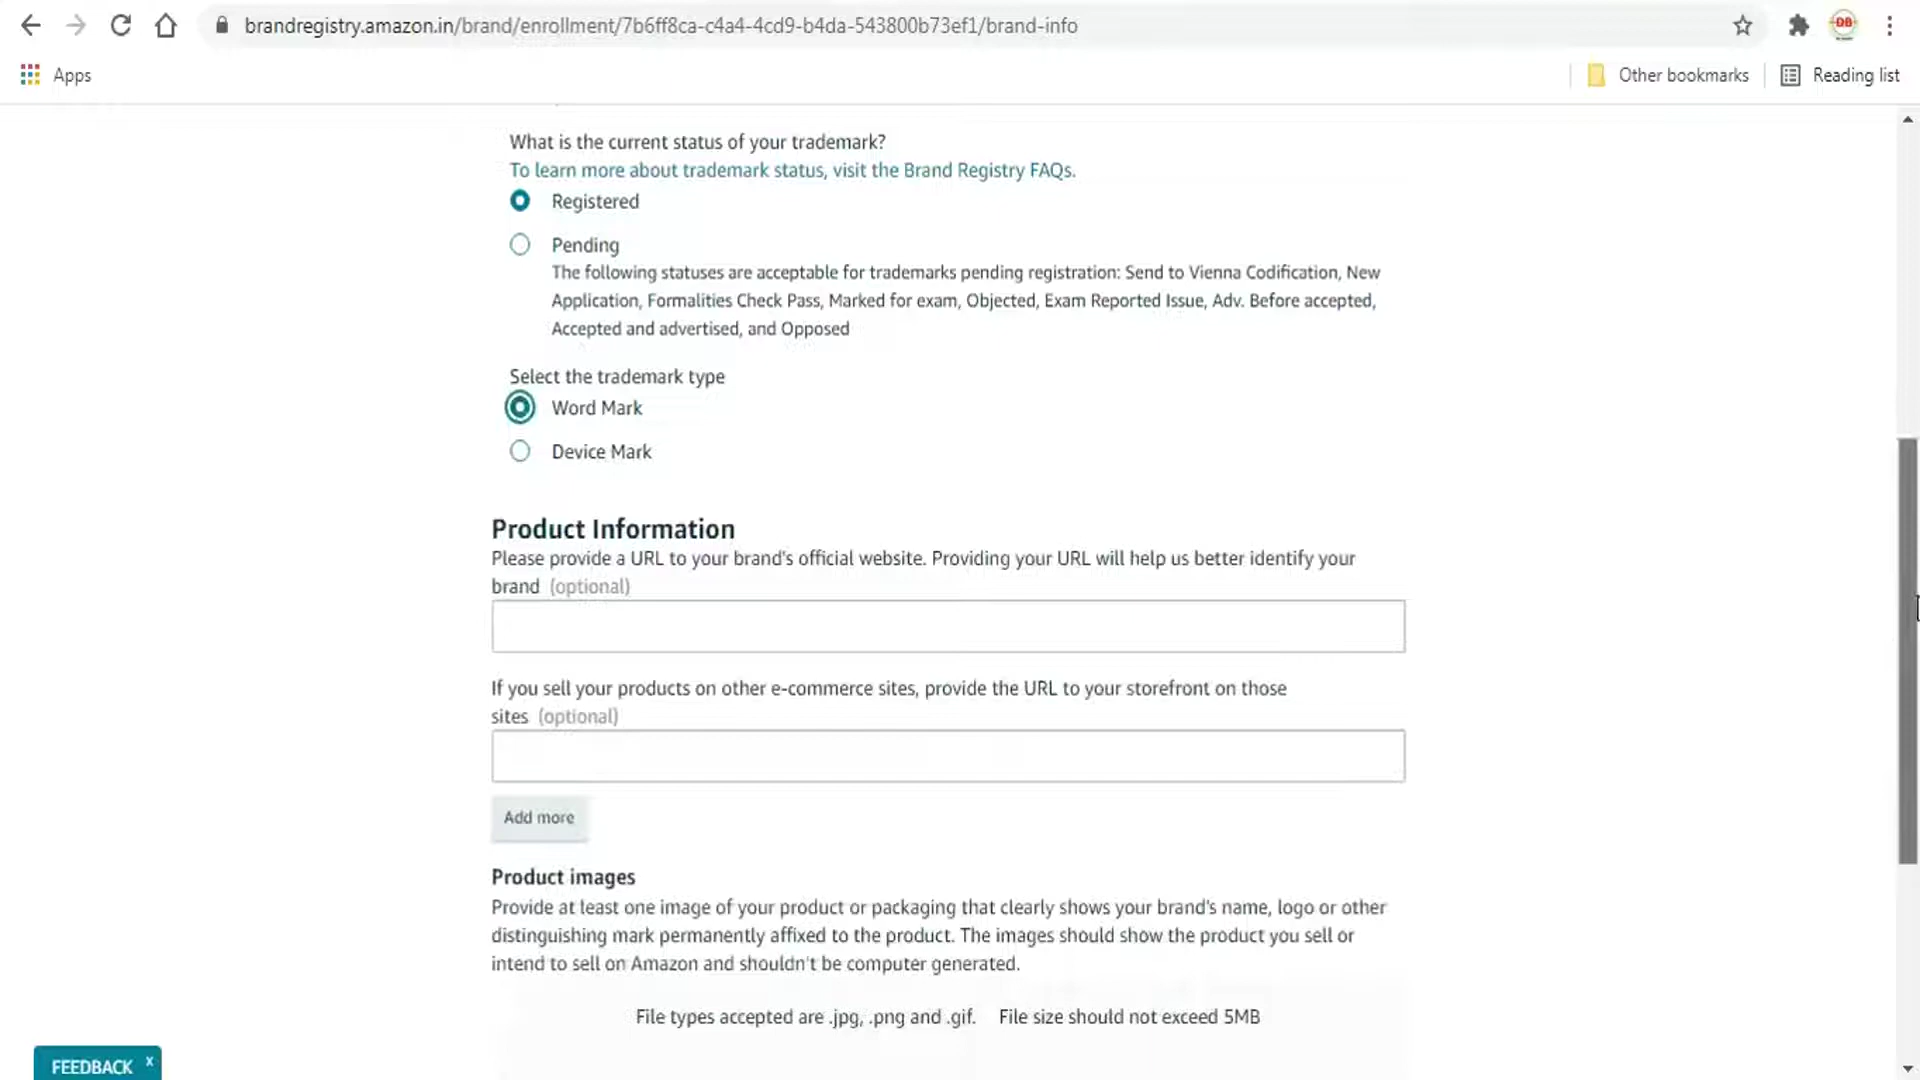 brandregistry.amazon.in/brand/enrollment/7b6ff8ca-c4a4-4cd9-b4da-543800b73ef1/brand-info
DB
Apps
Other bookmarks
Reading list
What is the current status of your trademark?
To learn more about trademark status, visit the Brand Registry FAQs.
Registered
Pending
The following statuses are acceptable for trademarks pending registration: Send to Vienna Codification, New
Application, Formalities Check Pass, Marked for exam, Objected, Exam Reported Issue, Adv. Before accepted,
Accepted and advertised, and Opposed
Select the trademark type
Word Mark
Device Mark
Product Information
Please provide a URL to your brand's official website. Providing your URL will help us better identify your
brand (optional)
If you sell your products on other e-commerce sites, provide the URL to your storefront on those
sites (optional)
Add more
Product images
Provide at least one image of your product or packaging that clearly shows your brand's name, logo or other
distinguishing mark permanently affixed to the product. The images should show the product you sell or
intend to sell on Amazon and shouldn't be computer generated.
File types accepted are .jpg, .png and .gif. File size should not exceed 5MB
FEEDBACK x